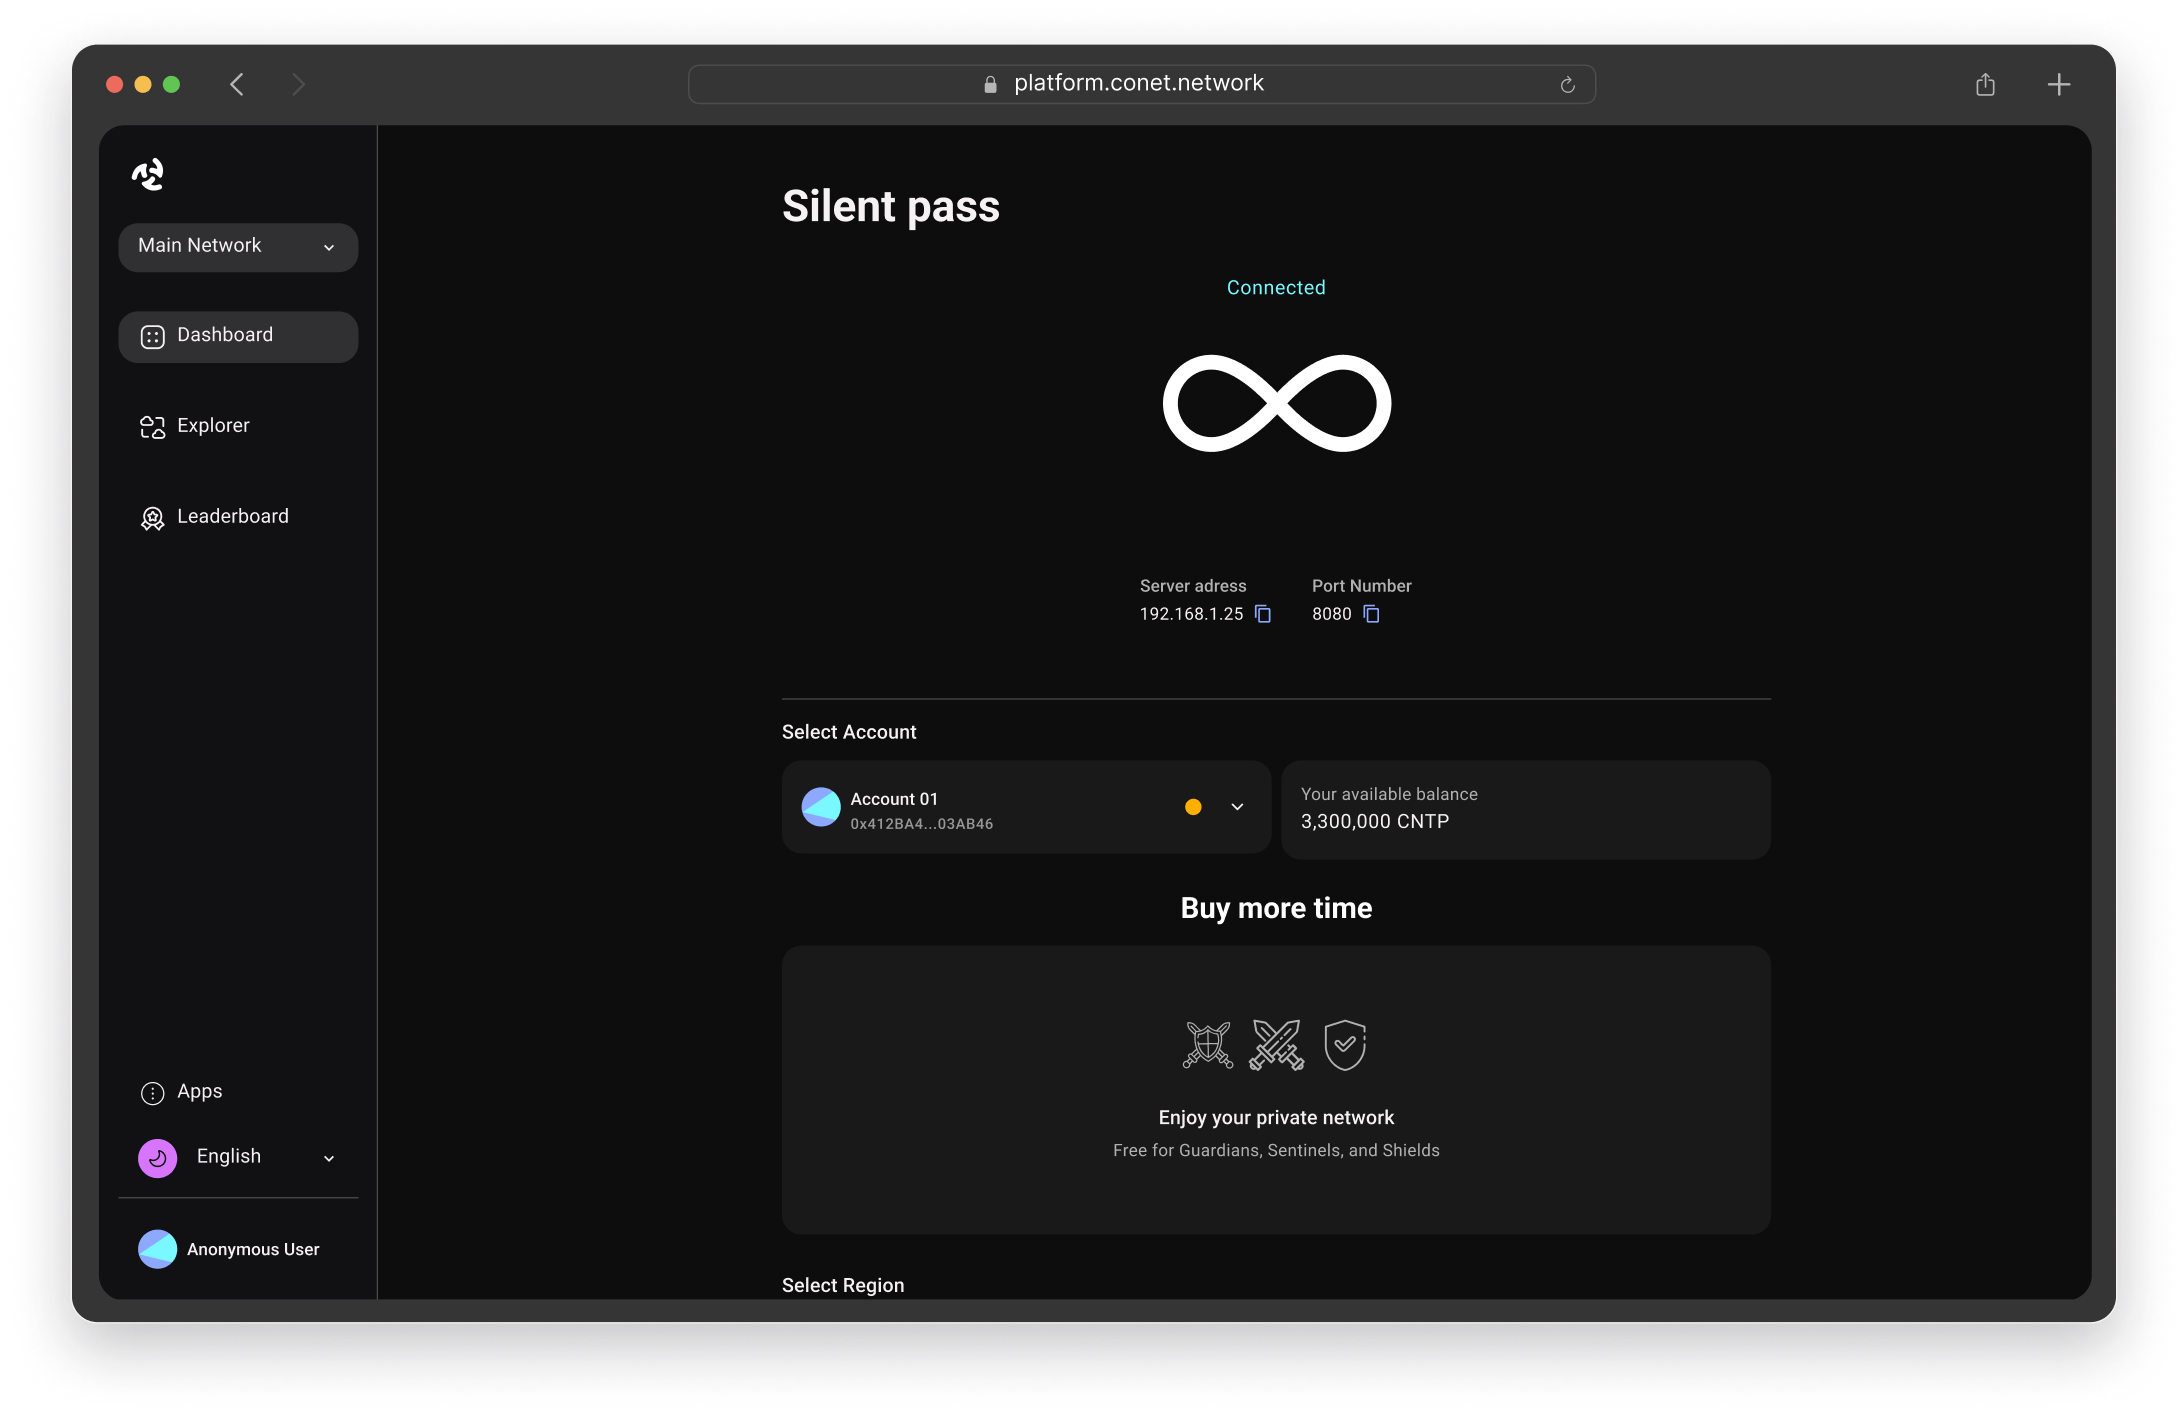 platform.conet.network
Main Network
Dashboard
Explorer
Leaderboard
Apps
English
Anonymous User
Silent pass
Connected
Server adress Port Number
192.168.1.25 8080
Select Account
Account 01
0x412BA4...03AB46
Your available balance
3,300,000 CNTP
Buy more time
Enjoy your private network
Free for Guardians, Sentinels, and Shields
Select Region